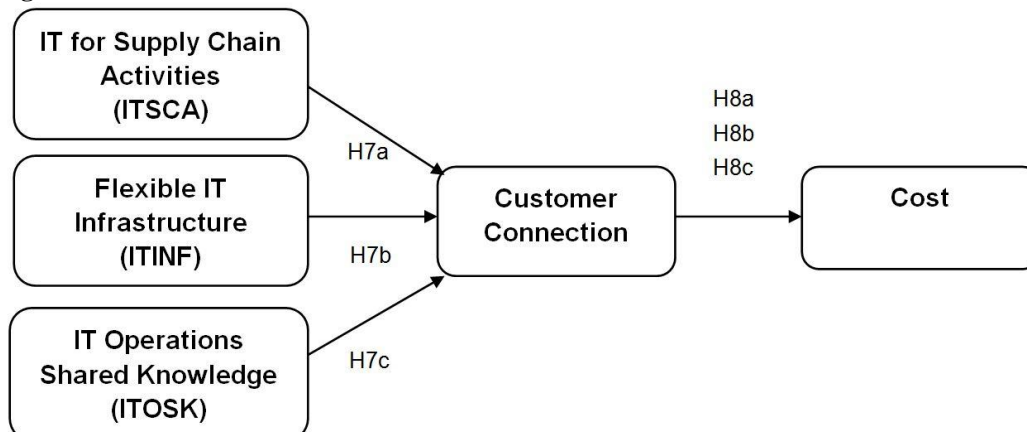 IT for Supply Chain
Activities
(ITSCA)
H7a
Flexible IT
Infrastructure
(ITINF)
H7b
IT Operations
Shared Knowledge
(ITOSK)
H7c
Customer
Connection
H8a
H8b
H8c
Cost